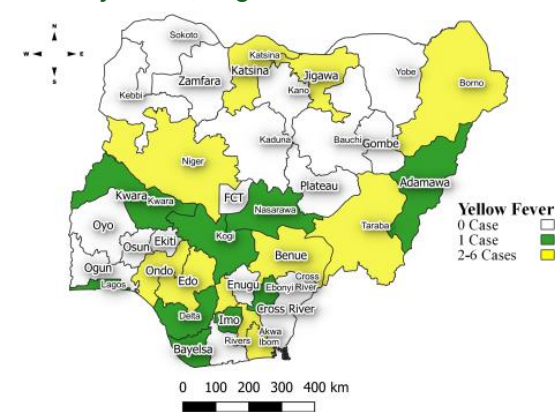 N
W
E
S
Sokoto
Katsina
Katsina
Jigawa
Yobe
Borno
Kebbi
Zamfara
Kano
Kaduna
Bauchi
Gombe
Niger
Adamawa
Plateau
FCT
Kwara
Kwara
Nasarawa
Taraba
Oyo
Kogi
Osun
Ekiti
Benue
Ogun
Ondo
Edo
Enugu
Cross
Ebonyi
River
Lagos
Delta
Imo
Cross River
Bayelsa
Rivers
Akwa
Ibom
Yellow Fever
0 Case
1 Case
2-6 Cases
0 100 200 300 400 km